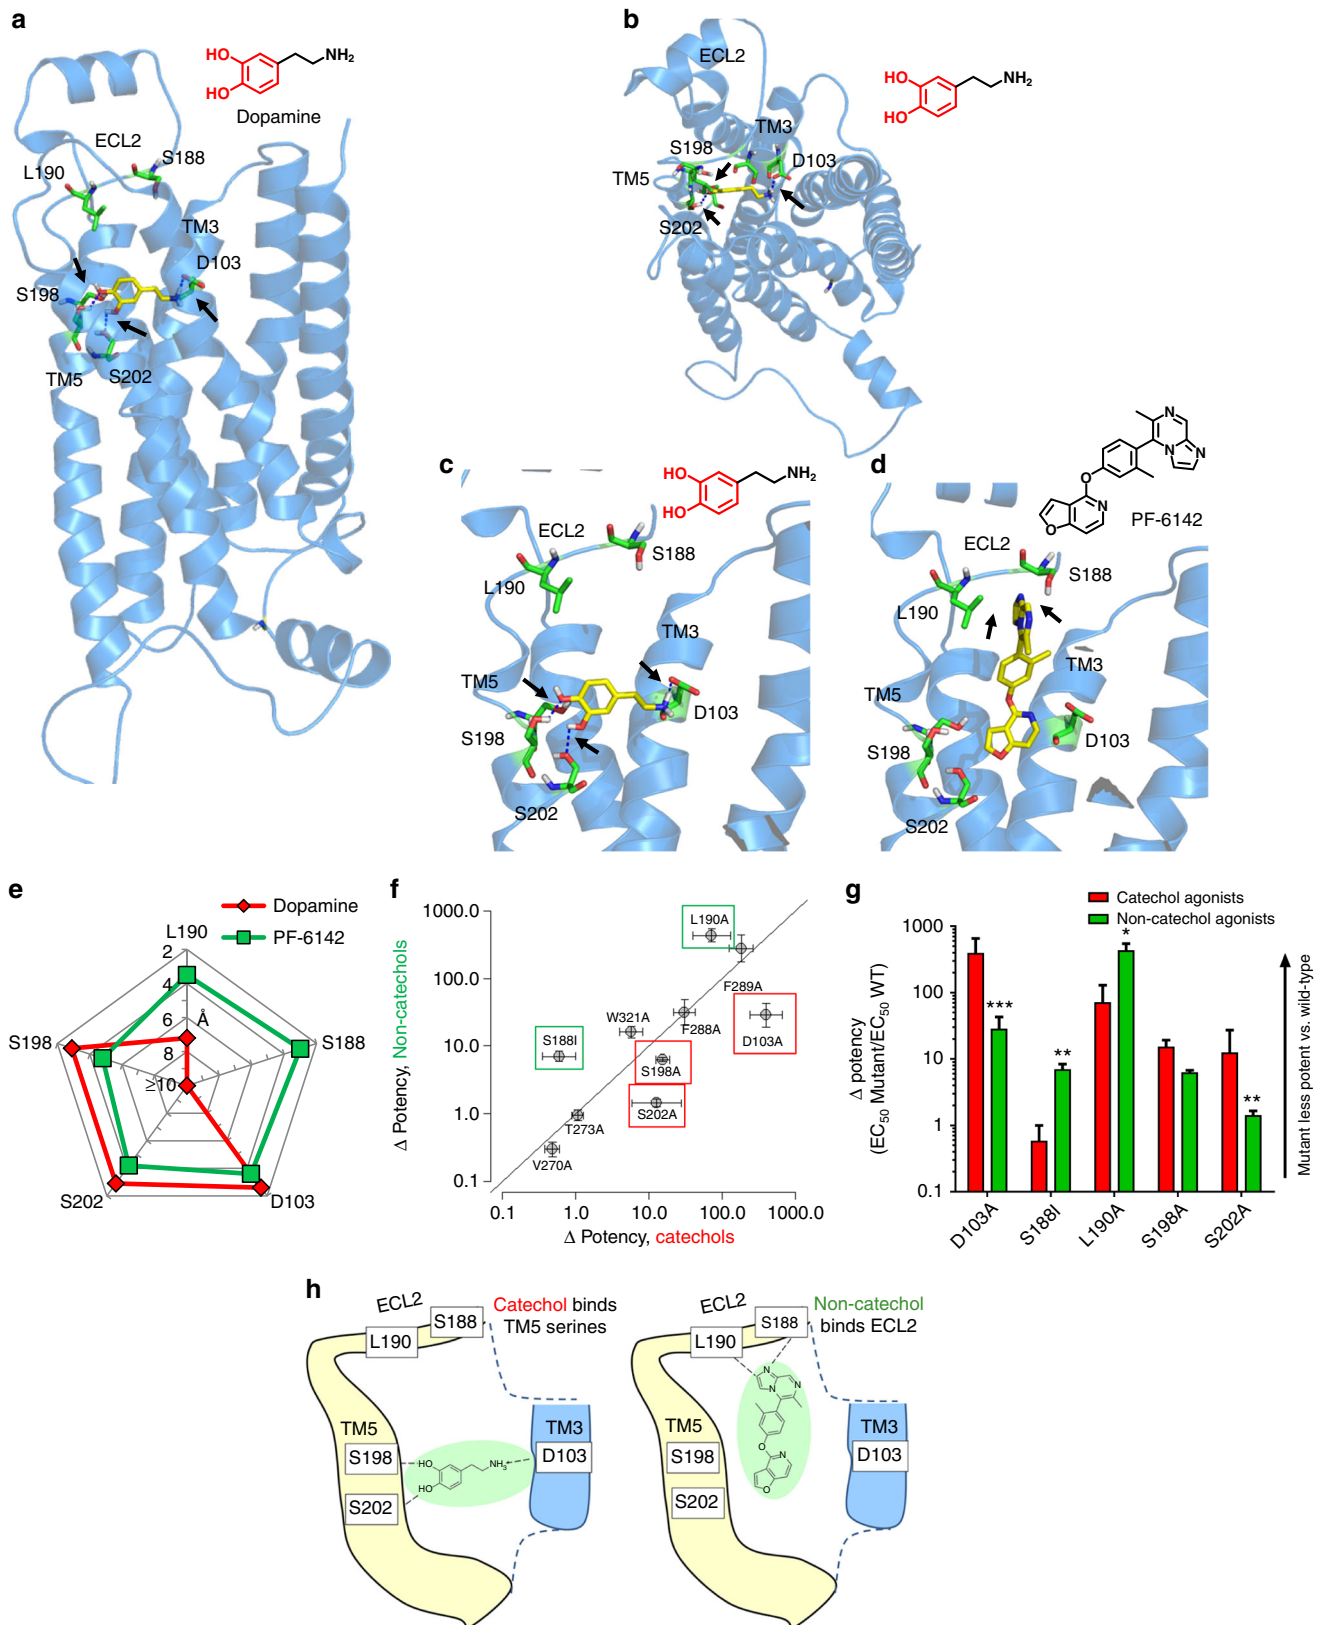 a
HO
HO
NH2
Dopamine
ECL2
S188
L190
TM3
D103
S198
TM5
S202
b
ECL2
HO
HO
NH2
TM3
S198
D103
TM5
S202
c
HO
HO
NH2
ECL2
S188
L190
TM3
TM5
D103
S198
S202
d
N
N
N
O
N
O
PF-6142
ECL2
S188
L190
TM3
TM5
D103
S198
S202
e
Dopamine
PF-6142
L190
2
4
6
Å
8
≥10
S198
S188
S202
D103
f
Δ Potency, Non-catechols
1000.0
100.0
10.0
1.0
0.1
L190A
F289A
W321A
F288A
D103A
S188I
S198A
S202A
T273A
V270A
0.1
1.0
10.0
100.0
1000.0
Δ Potency, catechols
g
Catechol agonists
Non-catechol agonists
Δ potency
(EC50 Mutant/EC50 WT)
1000
100
10
1
0.1
***
**
*
**
D103A
S188I
L190A
S198A
S202A
Mutant less potent vs. wild-type
h
ECL2
S188
L190
Catechol binds
TM5 serines
TM5
S198
S202
HO
HO
NH3
TM3
D103
ECL2
S188
L190
Non-catechol
binds ECL2
N
N
N
O
N
O
TM5
S198
S202
TM3
D103